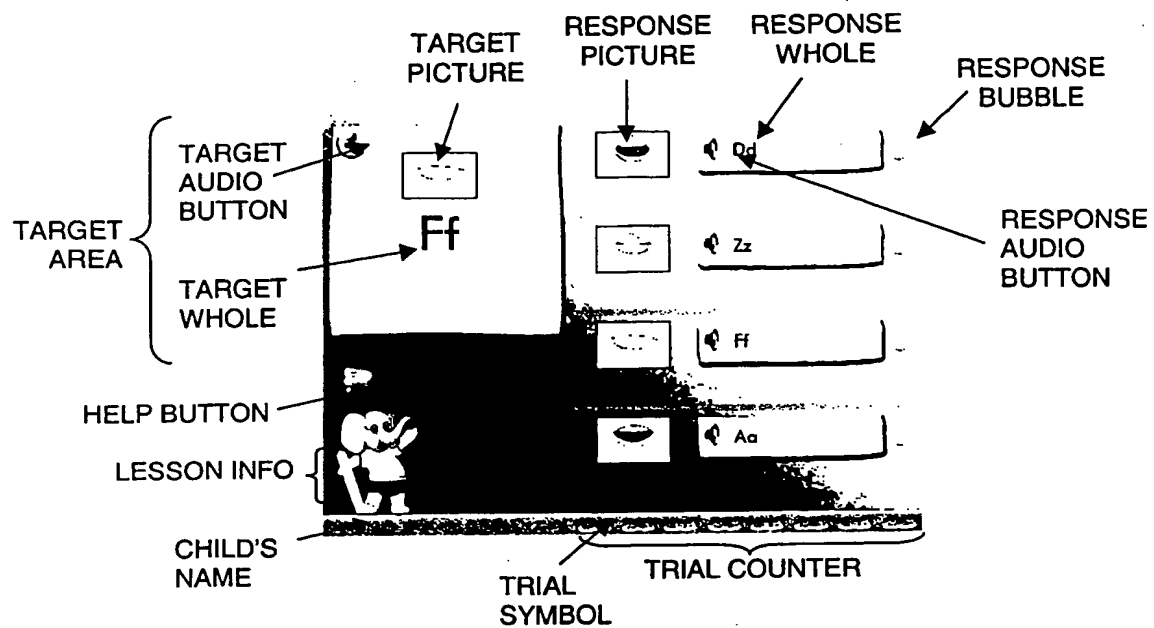 TARGET
PICTURE
RESPONSE
PICTURE
RESPONSE
WHOLE
RESPONSE
BUBBLE
TARGET
AREA
TARGET
AUDIO
BUTTON
TARGET
WHOLE
Ff
Dd
Zz
Ff
Aa
RESPONSE
AUDIO
BUTTON
HELP BUTTON
LESSON INFO
CHILD'S
NAME
TRIAL
SYMBOL
TRIAL COUNTER